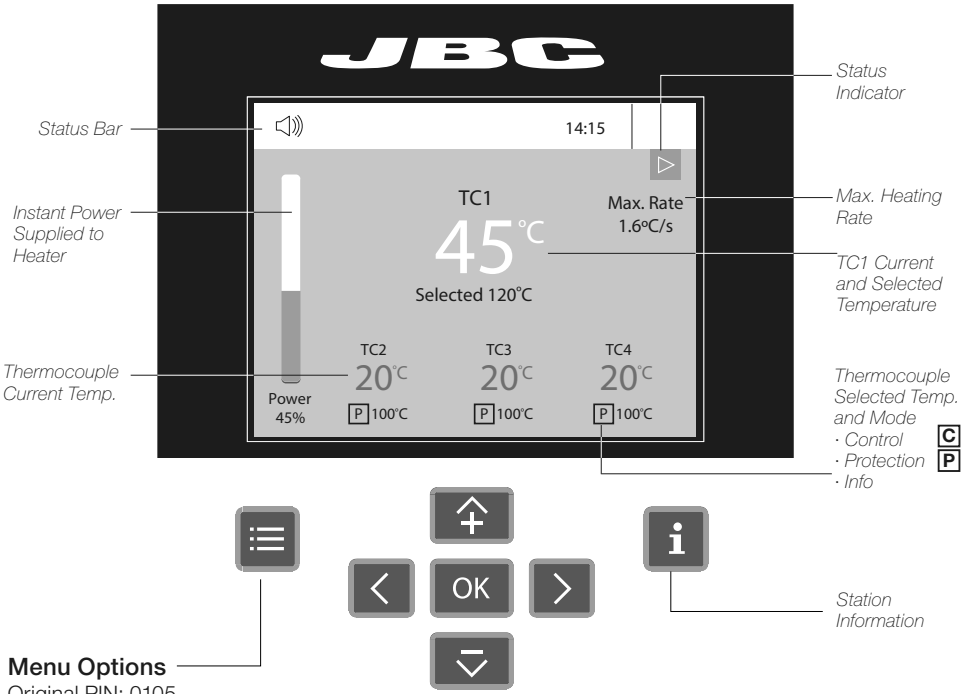 JBC
Status Bar
14:15
Status
Indicator
Instant Power
Supplied to
Heater
TC1
45°C
Selected 120°C
Max. Rate
1.6ºC/s
Max. Heating
Rate
TC1 Current
and Selected
Temperature
Thermocouple
Current Temp.
Power
45%
TC2
20°C
P 100°C
TC3
20°C
P 100°C
TC4
20°C
P 100°C
Thermocouple
Selected Temp.
and Mode
· Control C
· Protection P
· Info
+
i
< OK >
−
Station
Information
Menu Options
Original PIN: 0105